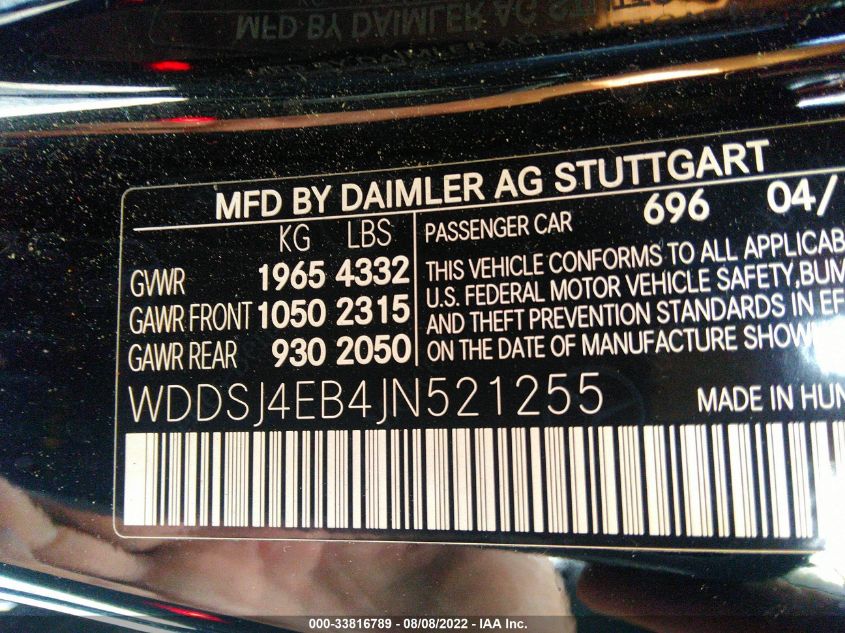 MFD BY DAIMLER AG STUTTGART
KG LBS
GVWR 1965 4332
GAWR FRONT 1050 2315
GAWR REAR 930 2050
PASSENGER CAR 696 04/
THIS VEHICLE CONFORMS TO ALL APPLICAB
U.S. FEDERAL MOTOR VEHICLE SAFETY, BUM
AND THEFT PREVENTION STANDARDS IN EF
ON THE DATE OF MANUFACTURE SHOW
WDDSJ4EB4JN521255 MADE IN HUN
000-33816789 - 08/08/2022 - IAA Inc.